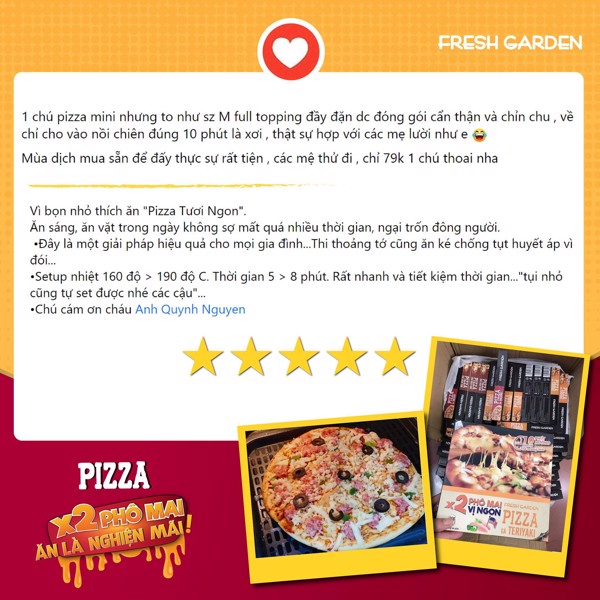 FRESH GARDEN
1 chú pizza mini nhưng to như sz M full topping đầy đặn dc đóng gói cẩn thận và chỉn chu , về
chỉ cho vào nồi chiên đúng 10 phút là xơi , thật sự hợp với các mẹ lười như e 😂
Mùa dịch mua sẵn để đấy thực sự rất tiện , các mẹ thử đi , chỉ 79k 1 chú thoai nha
Vì bọn nhỏ thích ăn "Pizza Tươi Ngon".
Ăn sáng, ăn vặt trong ngày không sợ mất quá nhiều thời gian, ngại trốn đông người.
•Đây là một giải pháp hiệu quả cho mọi gia đình...Thi thoảng tớ cũng ăn ké chống tụt huyết áp vì
đói...
•Setup nhiệt 160 độ > 190 độ C. Thời gian 5 > 8 phút. Rất nhanh và tiết kiệm thời gian..."tụi nhỏ
cũng tự set được nhé các cậu"...
•Chú cám ơn cháu Anh Quynh Nguyen
PIZZA
X2 PHÔ MAI
ĂN LÀ NGHIỆN MÃI!
X2 PHÔ MAI
VỊ NGON
FRESH GARDEN
PIZZA
GÀ TERIYAKI